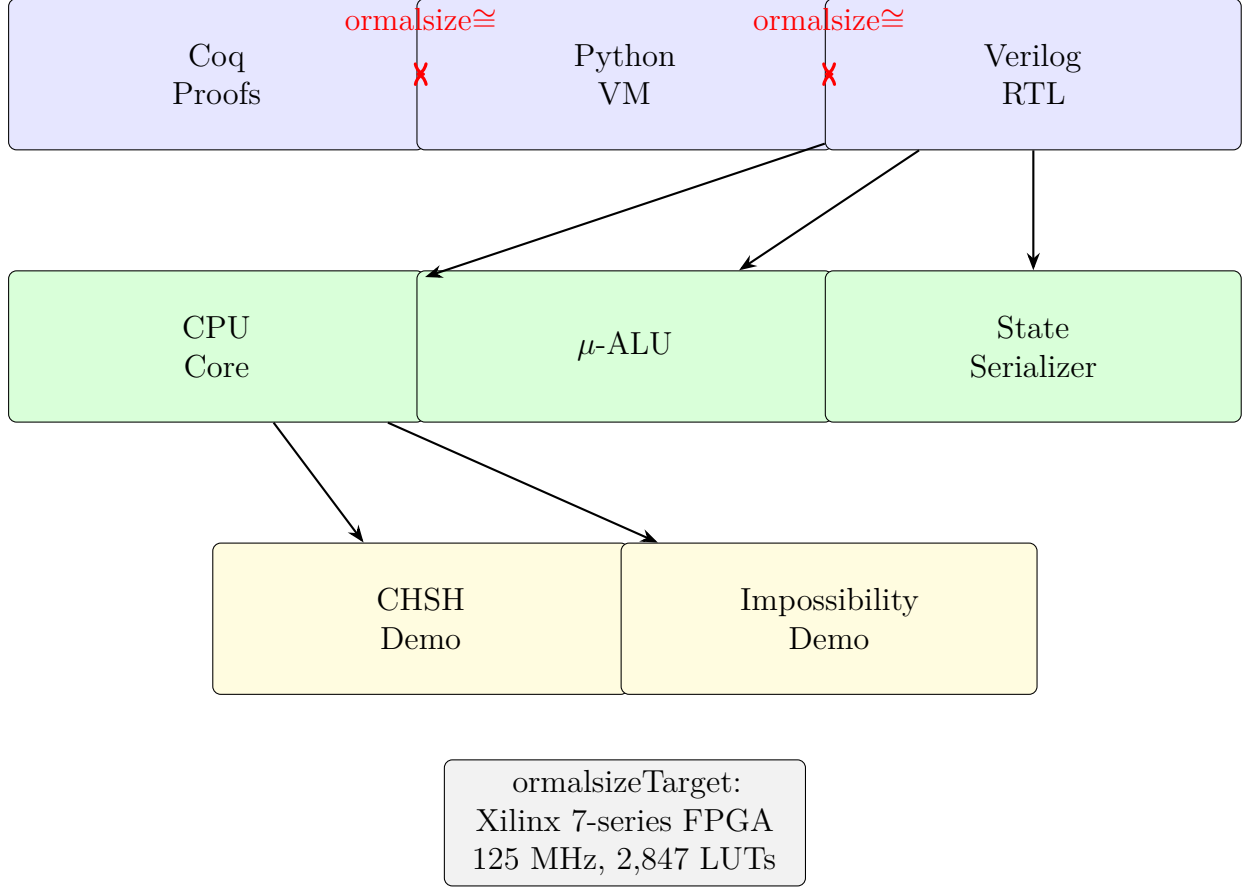 ormalsize≅ ormalsize≅
Coq Python Verilog
Proofs VM RTL
CPU State
μ-ALU
Core Serializer
CHSH Impossibility
Demo Demo
ormalsizeTarget:
Xilinx 7-series FPGA
125 MHz, 2,847 LUTs